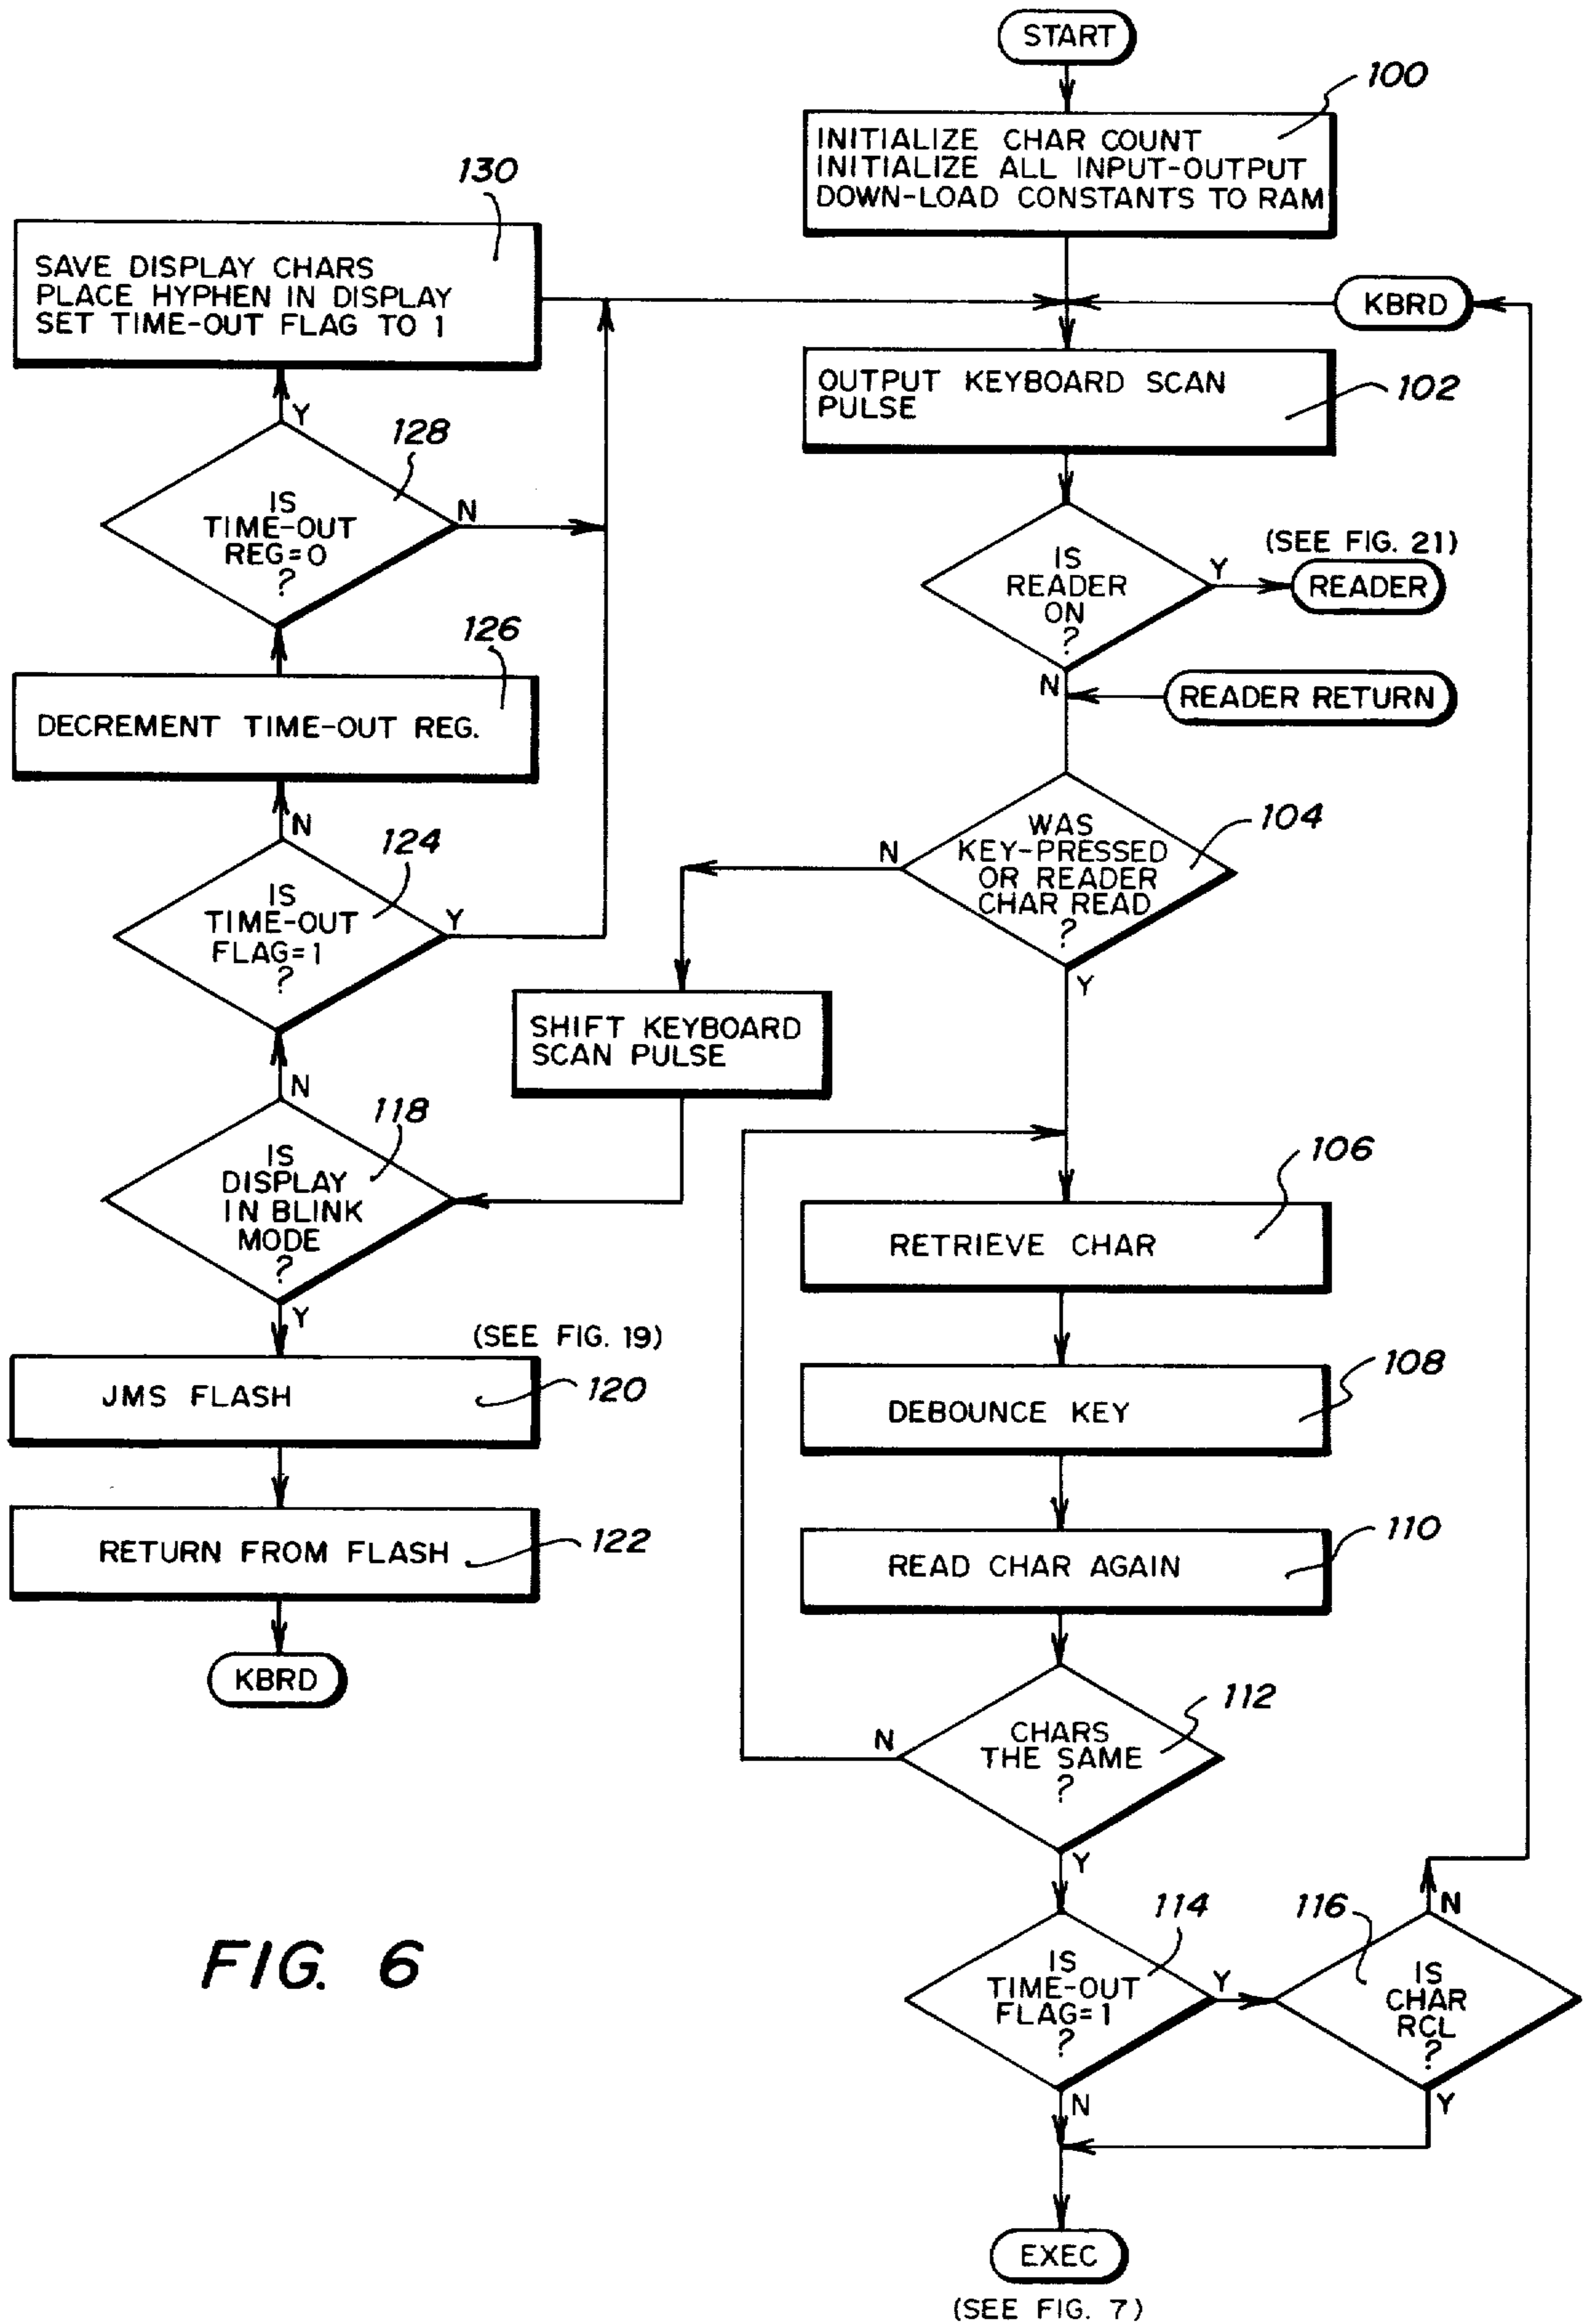 START
100
INITIALIZE CHAR COUNT
INITIALIZE ALL INPUT-OUTPUT
DOWN-LOAD CONSTANTS TO RAM
130
SAVE DISPLAY CHARS
PLACE HYPHEN IN DISPLAY
SET TIME-OUT FLAG TO 1
KBRD
OUTPUT KEYBOARD SCAN
PULSE
102
Y
128
IS
TIME-OUT
REG=0
?
N
IS
READER
ON
?
Y
(SEE FIG. 21)
READER
N
READER RETURN
126
DECREMENT TIME-OUT REG.
N
124
IS
TIME-OUT
FLAG=1
?
Y
WAS
KEY-PRESSED
OR READER
CHAR READ
?
104
N
Y
SHIFT KEYBOARD
SCAN PULSE
N
118
IS
DISPLAY
IN BLINK
MODE
?
Y
106
RETRIEVE CHAR
(SEE FIG. 19)
JMS FLASH
120
108
DEBOUNCE KEY
RETURN FROM FLASH
122
110
READ CHAR AGAIN
KBRD
112
CHARS
THE SAME
?
N
Y
114
IS
TIME-OUT
FLAG=1
?
Y
N
116
IS
CHAR
RCL
?
N
Y
FIG. 6
EXEC
(SEE FIG. 7)